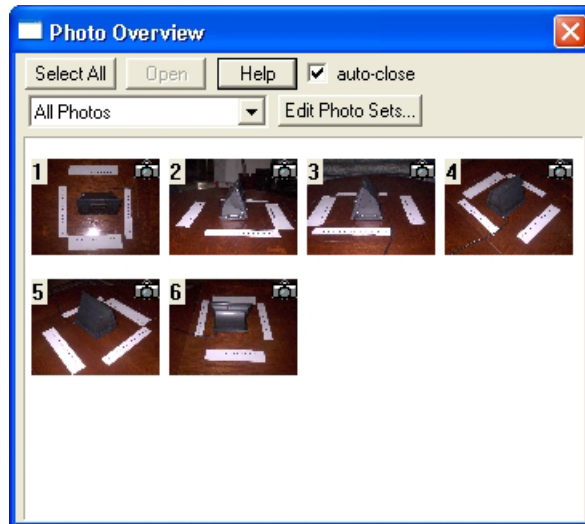 Photo Overview
Select All Open Help auto-close
All Photos Edit Photo Sets...
1 2 3 4
5 6